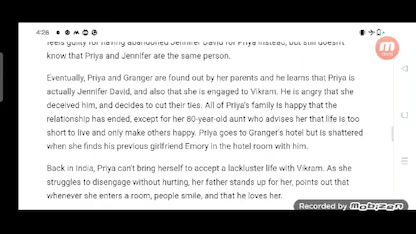 4:26
feels guilty for having abandoned Jennifer David for Priya instead, but still doesn't
know that Priya and Jennifer are the same person.
Eventually, Priya and Granger are found out by her parents and he learns that Priya is
actually Jennifer David, and also that she is engaged to Vikram. He is angry that she
deceived him, and decides to cut their ties. All of Priya's family is happy that the
relationship has ended, except for her 80-year-old aunt who advises her that life is too
short to live and only make others happy. Priya goes to Granger's hotel but is shattered
when she finds his previous girlfriend Emory in the hotel room with him.
Back in India, Priya can't bring herself to accept a lackluster life with Vikram. As she
struggles to disengage without hurting, her father stands up for her, points out that
whenever she enters a room, people smile, and that he loves her.
Recorded by Mobizen